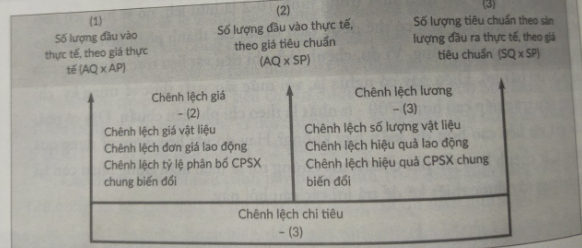 (1)
Số lượng đầu vào
thực tế, theo giá thực
tế (AQ x AP)
(2)
Số lượng đầu vào thực tế,
theo giá tiêu chuẩn
(AQ x SP)
(3)
Số lượng tiêu chuẩn theo sản
lượng đầu ra thực tế, theo giá
tiêu chuẩn (SQ x SP)
Chênh lệch giá
– (2)
Chênh lệch giá vật liệu
Chênh lệch đơn giá lao động
Chênh lệch tỷ lệ phân bổ CPSX
chung biến đổi
Chênh lệch lương
– (3)
Chênh lệch số lượng vật liệu
Chênh lệch hiệu quả lao động
Chênh lệch hiệu quả CPSX chung
biến đổi
Chênh lệch chi tiêu
– (3)